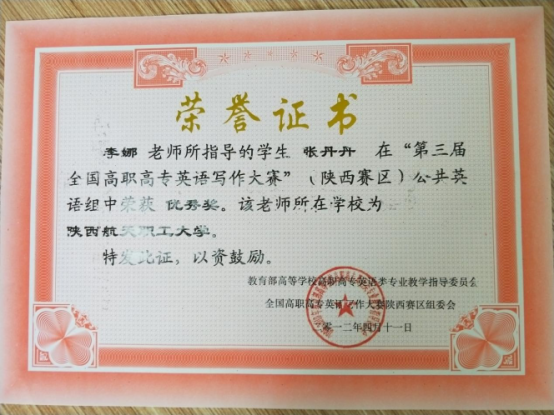 荣誉证书
李娜 老师所指导的学生 张丹丹 在“第三届
全国高职高专英语写作大赛”（陕西赛区）公共英
语组中荣获 优秀奖。该老师所在学校为
陕西航天职工大学。
特发此证，以资鼓励。
教育部高等学校高职高专英语类专业教学指导委员会
全国高职高专英语写作大赛陕西赛区组委会
二零一二年四月十一日